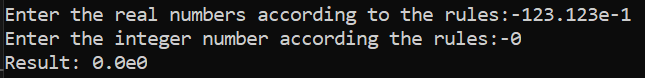 Enter the real numbers according to the rules:-123.123e-1
Enter the integer number according the rules:-0
Result: 0.0e0